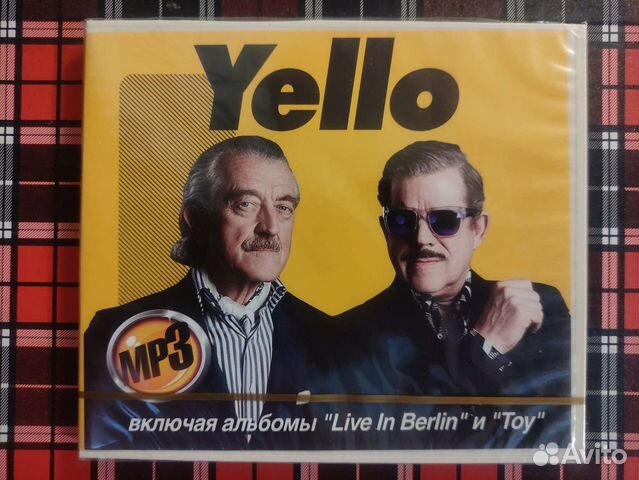 Yello
MP3
включая альбомы "Live In Berlin" и "Toy"
Avito